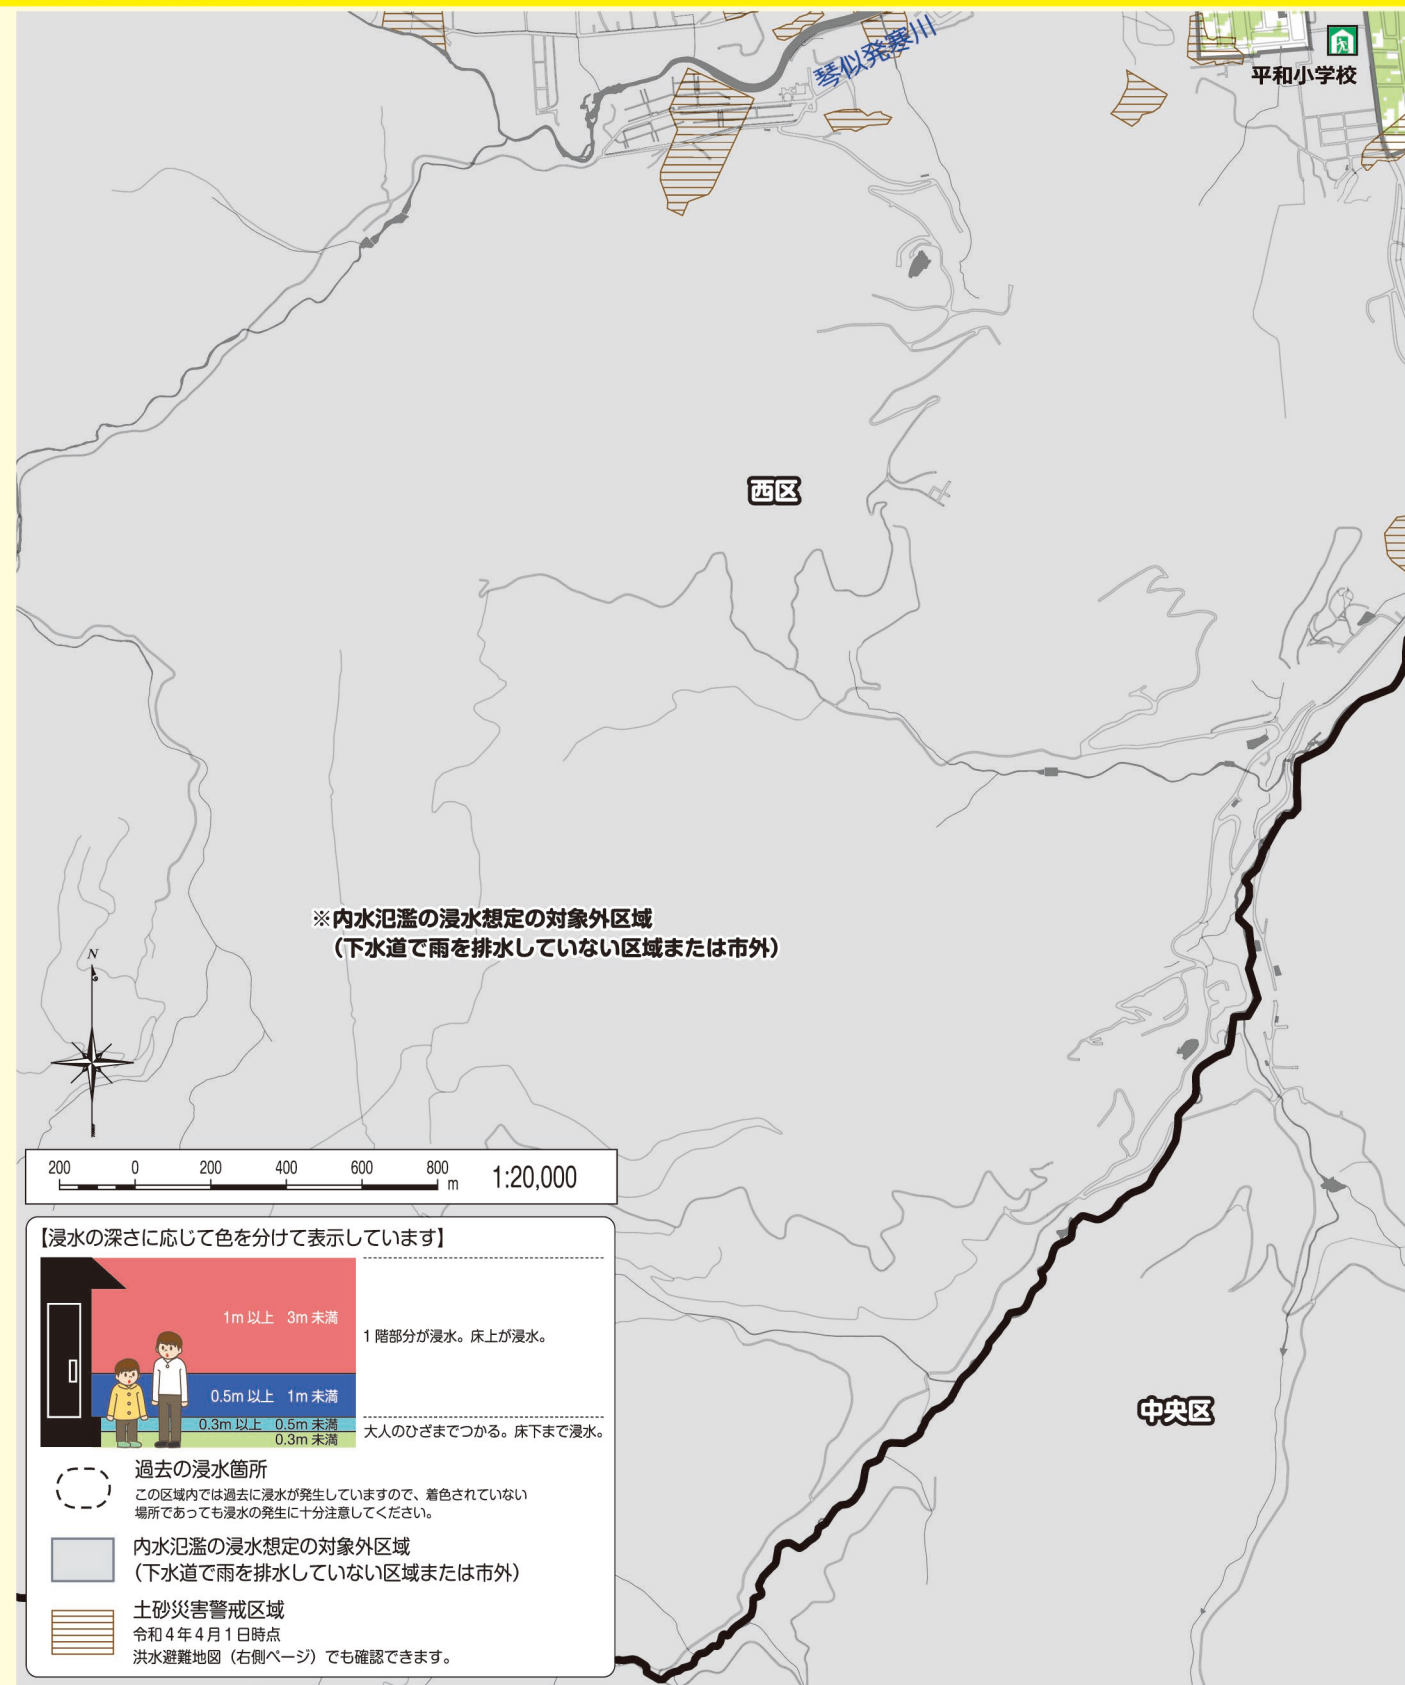 琴似発寒川
平和小学校
西区
※内水氾濫の浸水想定の対象外区域
(下水道で雨を排水していない区域または市外)
N
200 0 200 400 600 800 m 1:20,000
【浸水の深さに応じて色を分けて表示しています】
1m 以上 3m 未満
1 階部分が浸水。床上が浸水。
0.5m 以上 1m 未満
0.3m 以上 0.5m 未満
大人のひざまでつかる。床下まで浸水。
0.3m 未満
中央区
過去の浸水箇所
この区域内では過去に浸水が発生していますので、着色されていない
場所であっても浸水の発生に十分注意してください。
内水氾濫の浸水想定の対象外区域
(下水道で雨を排水していない区域または市外)
土砂災害警戒区域
令和4年4月1日時点
洪水避難地図(右側ページ)でも確認できます。